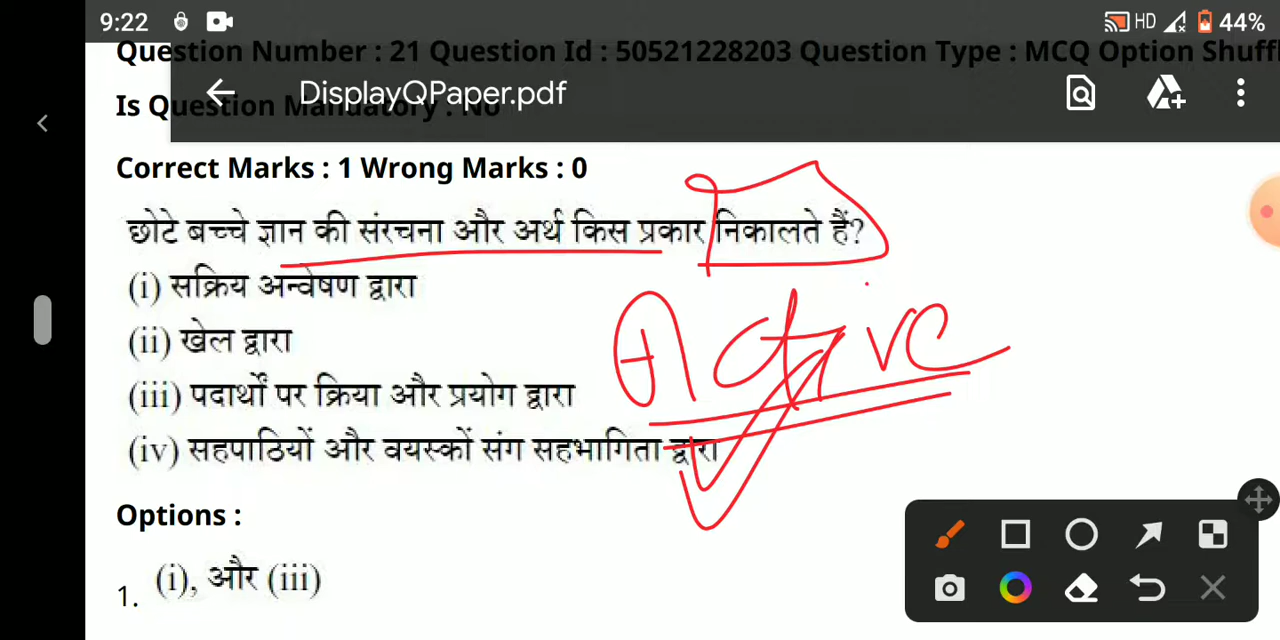 9:22 HD 44%
Question Number : 21 Question Id : 50521228203 Question Type : MCQ Option Shuffl
DisplayQPaper.pdf
Is Question Mandatory : No
Correct Marks : 1 Wrong Marks : 0
छोटे बच्चे ज्ञान की संरचना और अर्थ किस प्रकार निकालते हैं?
(i) सक्रिय अन्वेषण द्वारा
Active
(ii) खेल द्वारा
(iii) पदार्थों पर क्रिया और प्रयोग द्वारा
(iv) सहपाठियों और वयस्कों संग सहभागिता द्वारा
Options :
1. (i), और (iii)